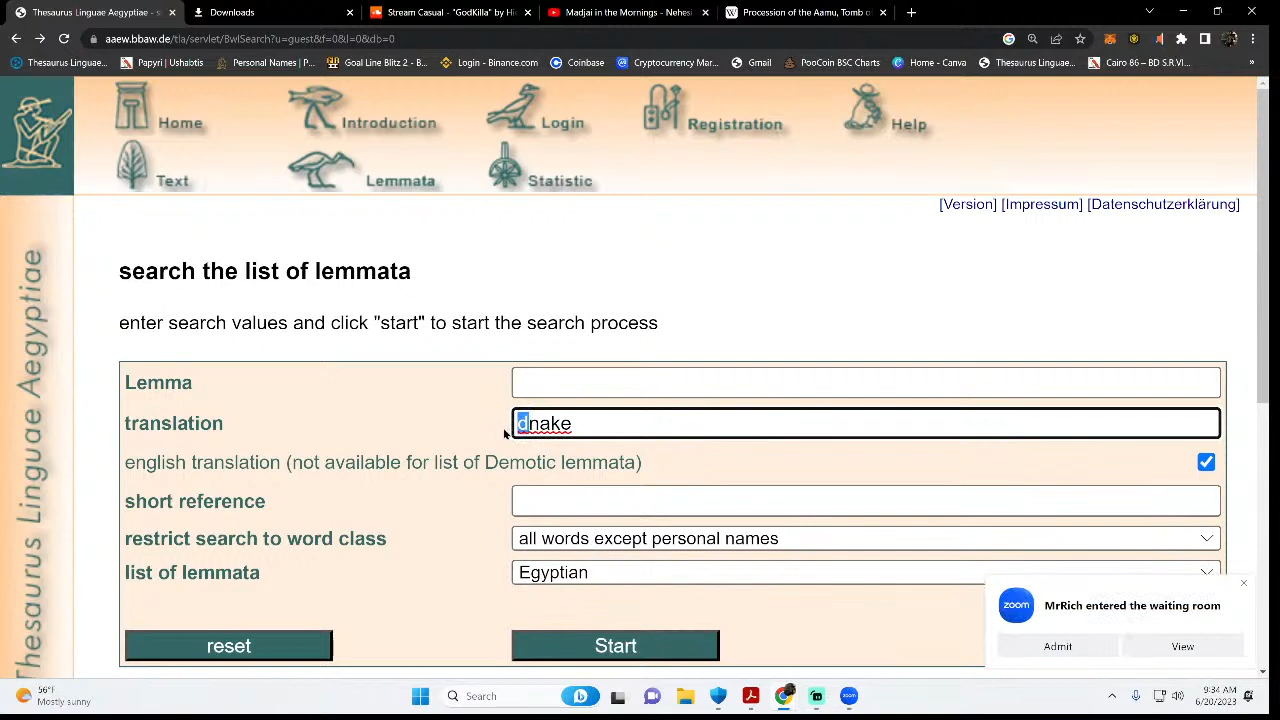 Thesaurus Linguae Aegyptiae - S
Downloads
Stream Casual - "GodKilla" by Hi
Madjai in the Mornings - Nehesi
Procession of the Aamu, Tomb o
aaew.bbaw.de/tla/servlet/BwlSearch?u=guest&f=0&l=0&db=0
Thesaurus Lingua...
Papyri | Ushabtis
Personal Names | P...
Goal Line Blitz 2 - B...
Login - Binance.com
Coinbase
Cryptocurrency Mar...
Gmail
PooCoin BSC Charts
Home - Canva
Thesaurus Lingua...
Cairo 86 – BD S.R.VI...
Home
Introduction
Login
Registration
Help
Text
Lemmata
Statistic
[Version] [Impressum] [Datenschutzerklärung]
Thesaurus Linguae Aegyptiae
search the list of lemmata
enter search values and click "start" to start the search process
Lemma
translation
dnake
english translation (not available for list of Demotic lemmata)
short reference
restrict search to word class
all words except personal names
list of lemmata
Egyptian
reset
Start
zoom
MrRich entered the waiting room
Admit
View
56°F
Mostly sunny
Search
zoom
9:34 AM
6/20/2023